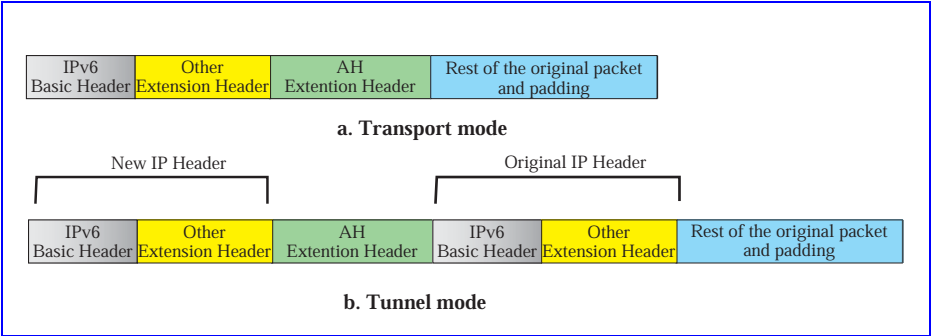 IPv6
Basic Header
Other
Extension Header
AH
Extention Header
Rest of the original packet
and padding
a. Transport mode
New IP Header
Original IP Header
IPv6
Basic Header
Other
Extension Header
AH
Extention Header
IPv6
Basic Header
Other
Extension Header
Rest of the original packet
and padding
b. Tunnel mode